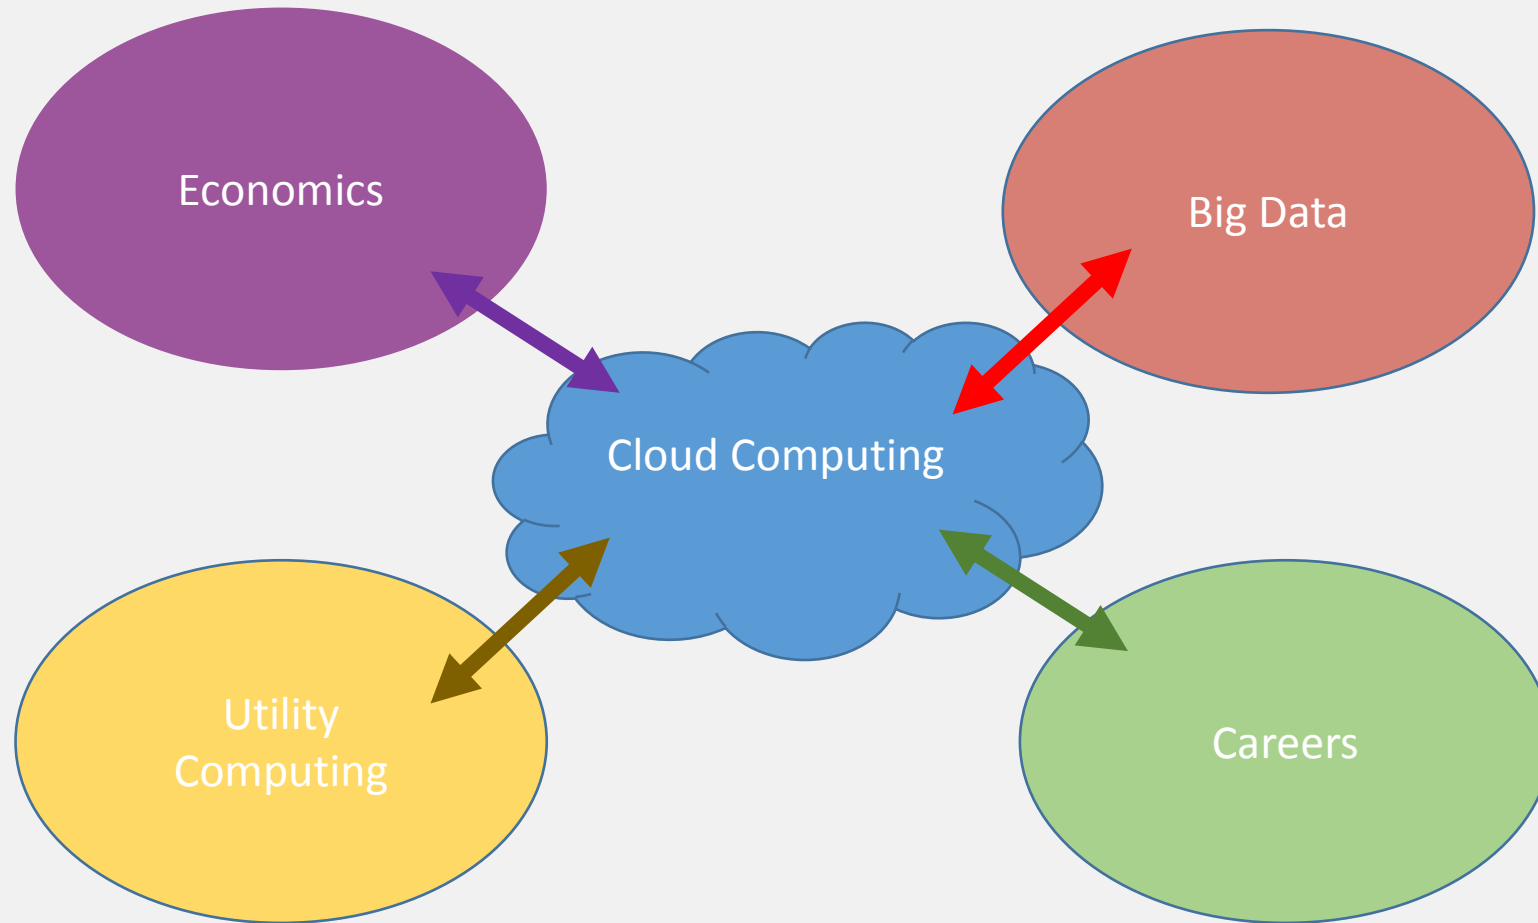 Economics
Big Data
Cloud Computing
Utility
Computing
Careers